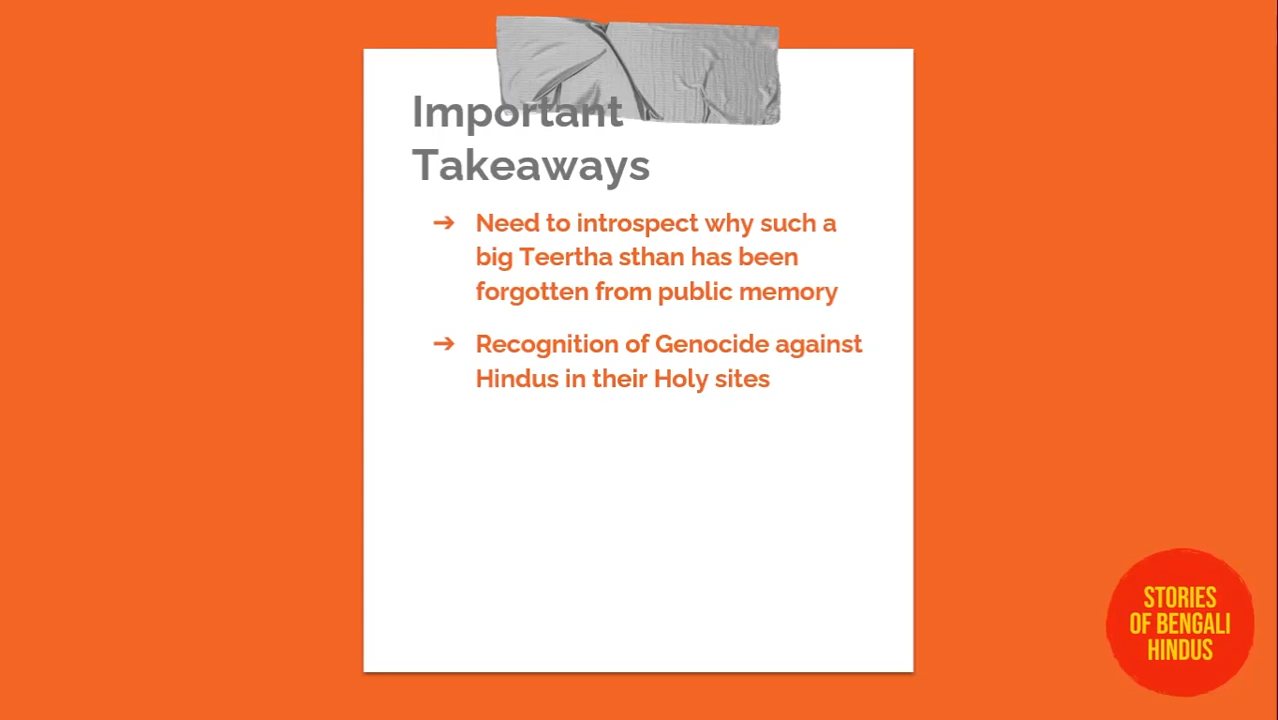 Important
Takeaways
➔ Need to introspect why such a
big Teertha sthan has been
forgotten from public memory
➔ Recognition of Genocide against
Hindus in their Holy sites
STORIES
OF BENGALI
HINDUS